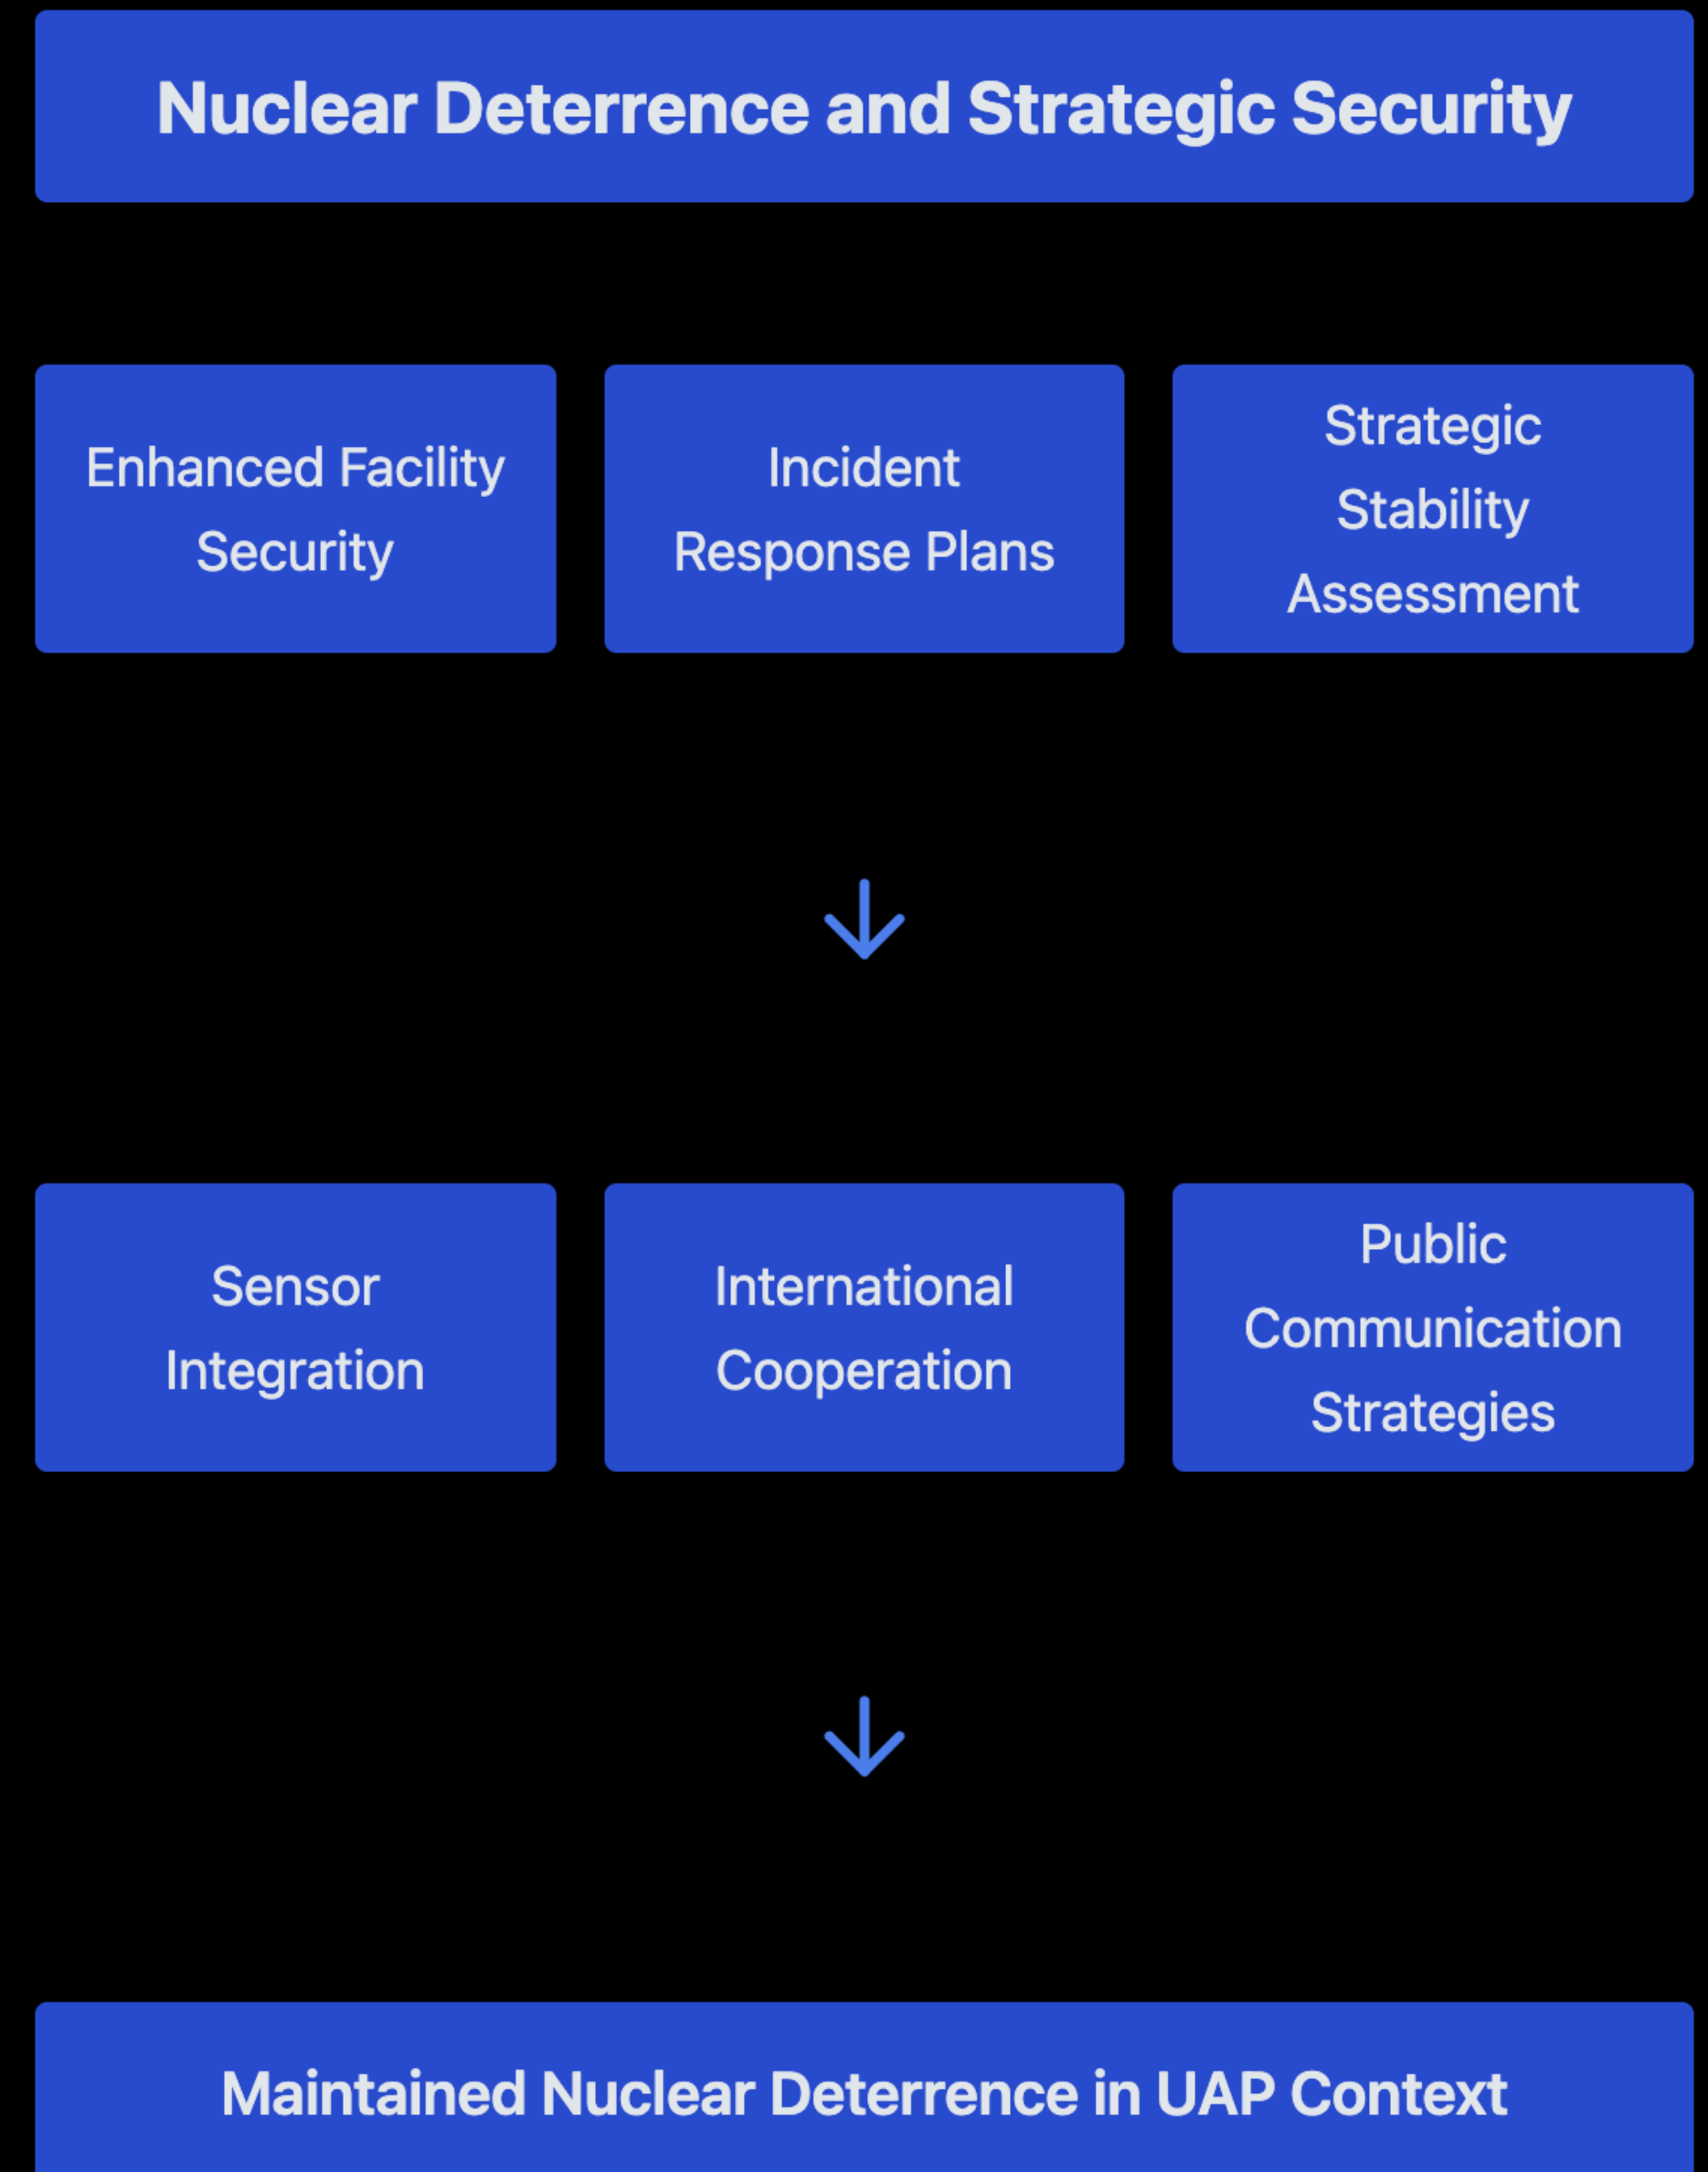 Nuclear Deterrence and Strategic Security
Enhanced Facility
Security
Incident
Response Plans
Strategic
Stability
Assessment
Sensor
Integration
International
Cooperation
Public
Communication
Strategies
Maintained Nuclear Deterrence in UAP Context